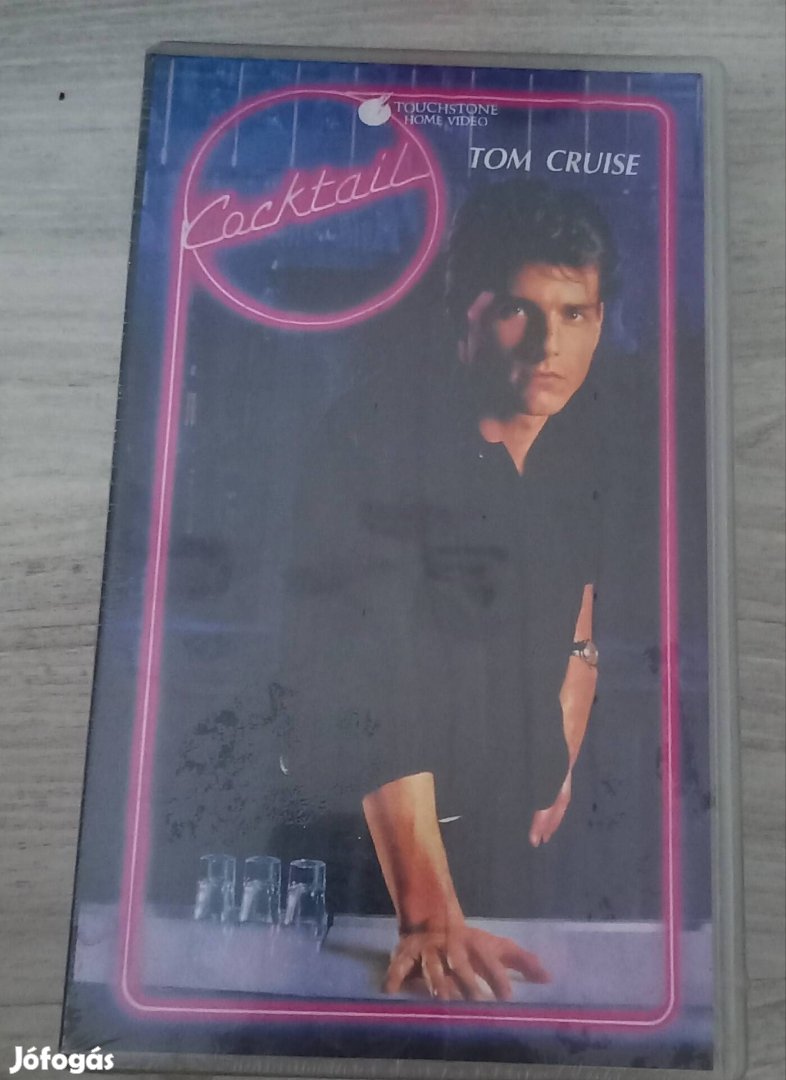 TOUCHSTONE
HOME VIDEO
TOM CRUISE
Cocktail
Jófogás